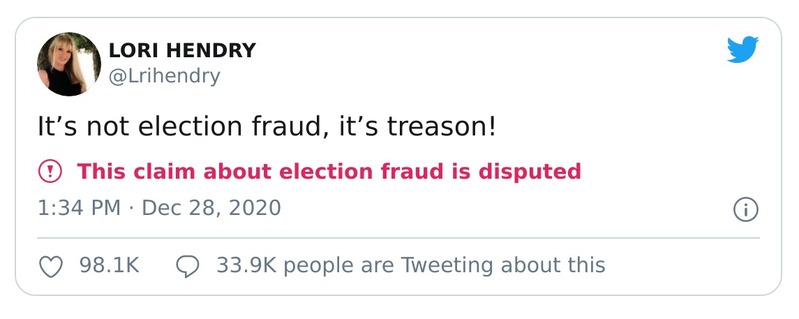 LORI HENDRY
@Lrihendry
It’s not election fraud, it’s treason!
This claim about election fraud is disputed
1:34 PM · Dec 28, 2020
98.1K 33.9K people are Tweeting about this